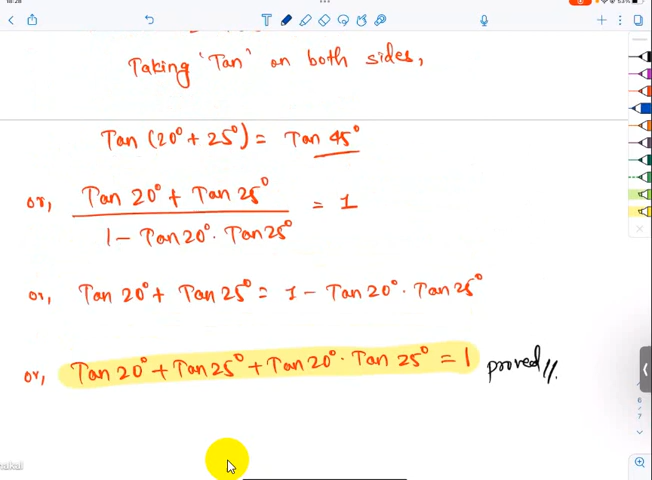 Taking 'Tan' on both sides,
Tan (20° + 25°) = Tan 45°
or, Tan 20° + Tan 25° / 1 - Tan 20° . Tan 25° = 1
or, Tan 20° + Tan 25° = 1 - Tan 20° . Tan 25°
or, Tan 20° + Tan 25° + Tan 20° . Tan 25° = 1 proved //.
6
7